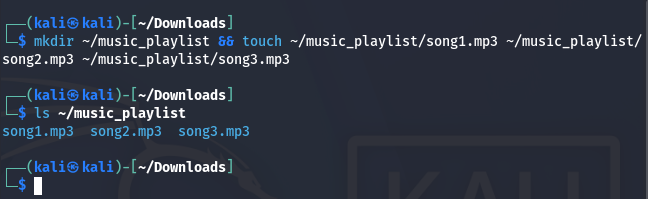 ┌──(kali㉿kali)-[~/Downloads]
└─$ mkdir ~/music_playlist && touch ~/music_playlist/song1.mp3 ~/music_playlist/
song2.mp3 ~/music_playlist/song3.mp3
┌──(kali㉿kali)-[~/Downloads]
└─$ ls ~/music_playlist
song1.mp3  song2.mp3  song3.mp3
┌──(kali㉿kali)-[~/Downloads]
└─$
KALI